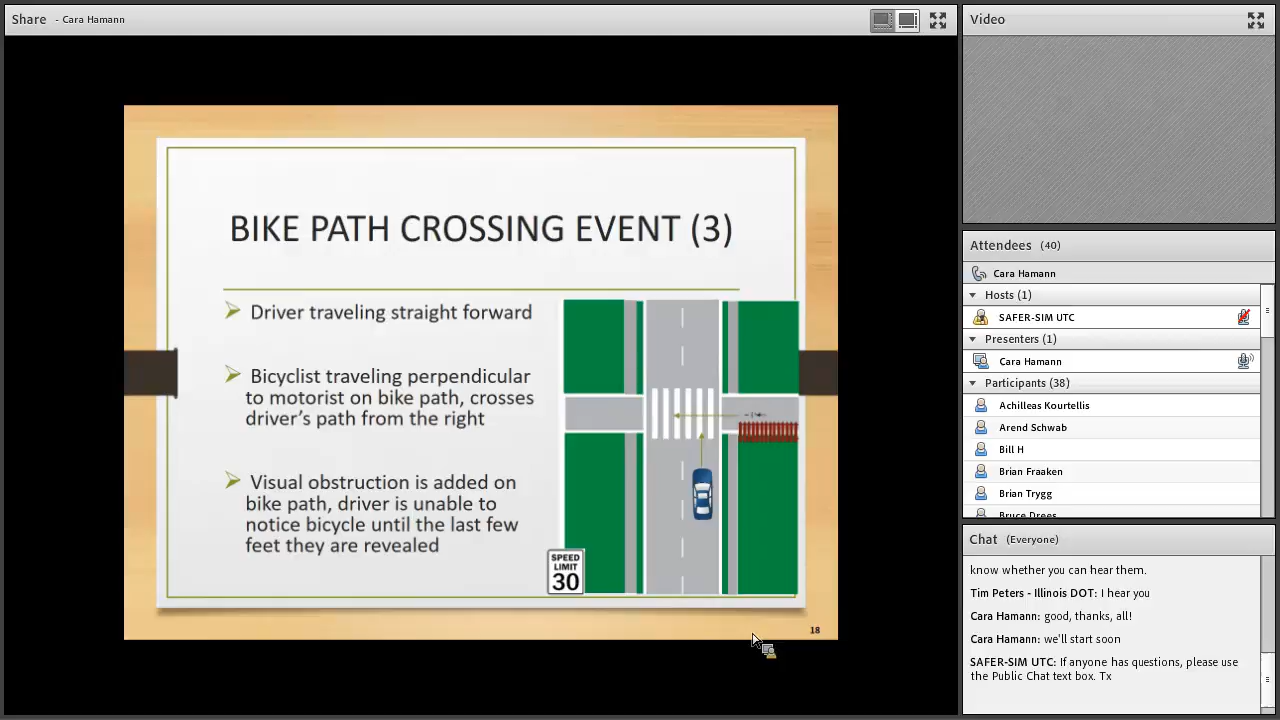 Share - Cara Hamann
BIKE PATH CROSSING EVENT (3)
Driver traveling straight forward
Bicyclist traveling perpendicular
to motorist on bike path, crosses
driver's path from the right
Visual obstruction is added on
bike path, driver is unable to
notice bicycle until the last few
feet they are revealed
SPEED
LIMIT
30
18
Video
Attendees (40)
Cara Hamann
Hosts (1)
SAFER-SIM UTC
Presenters (1)
Cara Hamann
Participants (38)
Achilleas Kourtellis
Arend Schwab
Bill H
Brian Fraaken
Brian Trygg
Bruce Drees
Chat (Everyone)
know whether you can hear them.
Tim Peters - Illinois DOT: I hear you
Cara Hamann: good, thanks, all!
Cara Hamann: we'll start soon
SAFER-SIM UTC: If anyone has questions, please use
the Public Chat text box. Tx